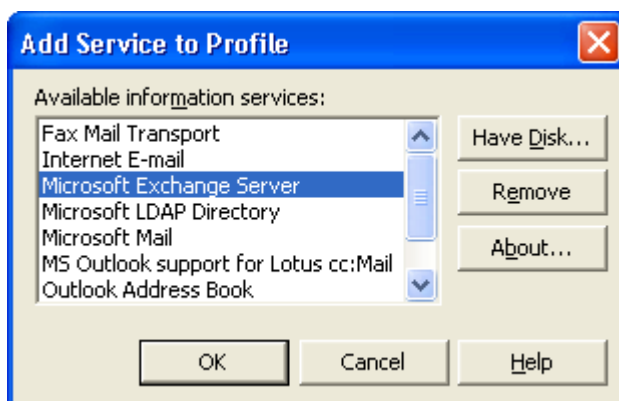 Add Service to Profile
Available information services:
Fax Mail Transport
Internet E-mail
Microsoft Exchange Server
Microsoft LDAP Directory
Microsoft Mail
MS Outlook support for Lotus cc:Mail
Outlook Address Book
Have Disk...
Remove
About...
OK
Cancel
Help